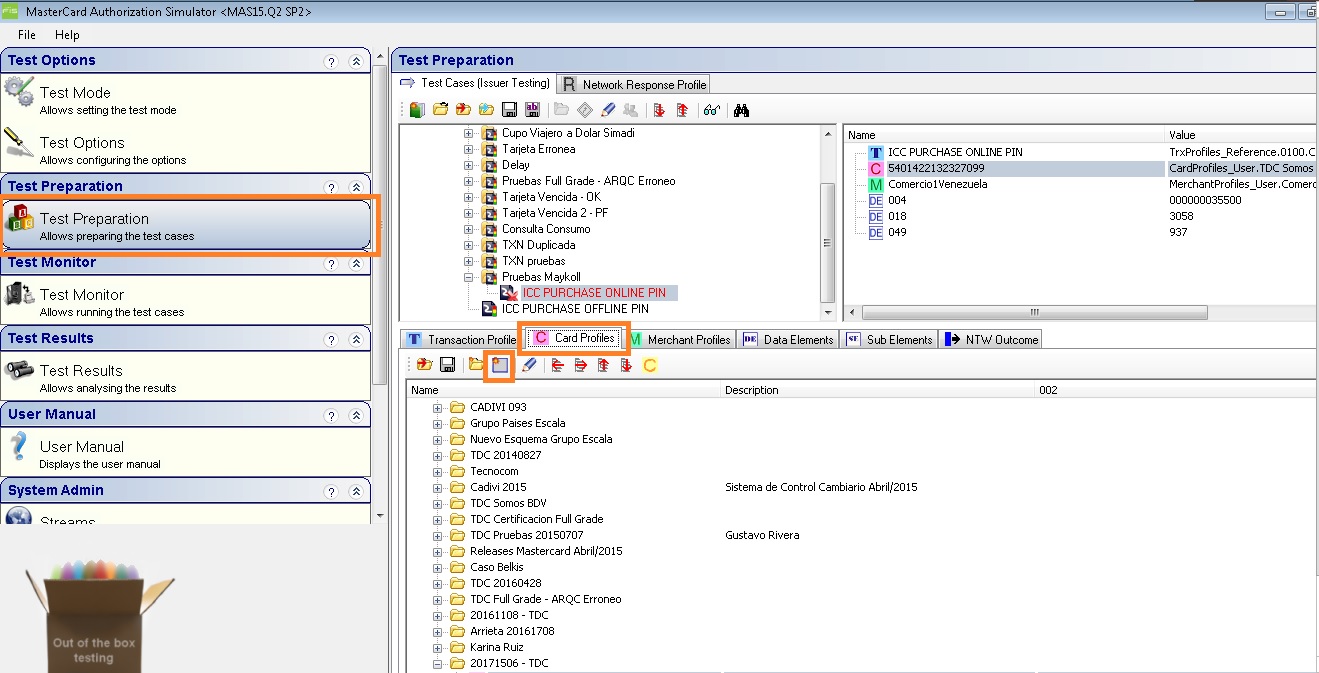 FIS MasterCard Authorization Simulator <MAS15.Q2 SP2>
File Help
Test Options ?
Test Mode
Allows setting the test mode
Test Options
Allows configuring the options
Test Preparation ?
Test Preparation
Allows preparing the test cases
Test Monitor ?
Test Monitor
Allows running the test cases
Test Results ?
Test Results
Allows analysing the results
User Manual ?
User Manual
Displays the user manual
System Admin ?
Streams
Out of the box
testing
Test Preparation
Test Cases (Issuer Testing) R Network Response Profile
Cupo Viajero a Dolar Simadi
Tarjeta Erronea
Delay
Pruebas Full Grade - ARQC Erroneo
Tarjeta Vencida - OK
Tarjeta Vencida 2 - PF
Consulta Consumo
TXN Duplicada
TXN pruebas
Pruebas Maykoll
ICC PURCHASE ONLINE PIN
ICC PURCHASE OFFLINE PIN
Name Value
T ICC PURCHASE ONLINE PIN TrxProfiles_Reference.0100.C
C 5401422132327099 CardProfiles_User.TDC Somos
M Comercio1Venezuela MerchantProfiles_User.Comerc
DE 004 000000035500
DE 018 3058
DE 049 937
T Transaction Profile C Card Profiles M Merchant Profiles DE Data Elements SF Sub Elements NTW Outcome
C
Name Description 002
CADIVI 093
Grupo Paises Escala
Nuevo Esquema Grupo Escala
TDC 20140827
Tecnocom
Cadivi 2015 Sistema de Control Cambiario Abril/2015
TDC Somos BDV
TDC Certificacion Full Grade
TDC Pruebas 20150707 Gustavo Rivera
Releases Mastercard Abril/2015
Caso Belkis
TDC 20160428
TDC Full Grade - ARQC Erroneo
20161108 - TDC
Arrieta 20161708
Karina Ruiz
20171506 - TDC